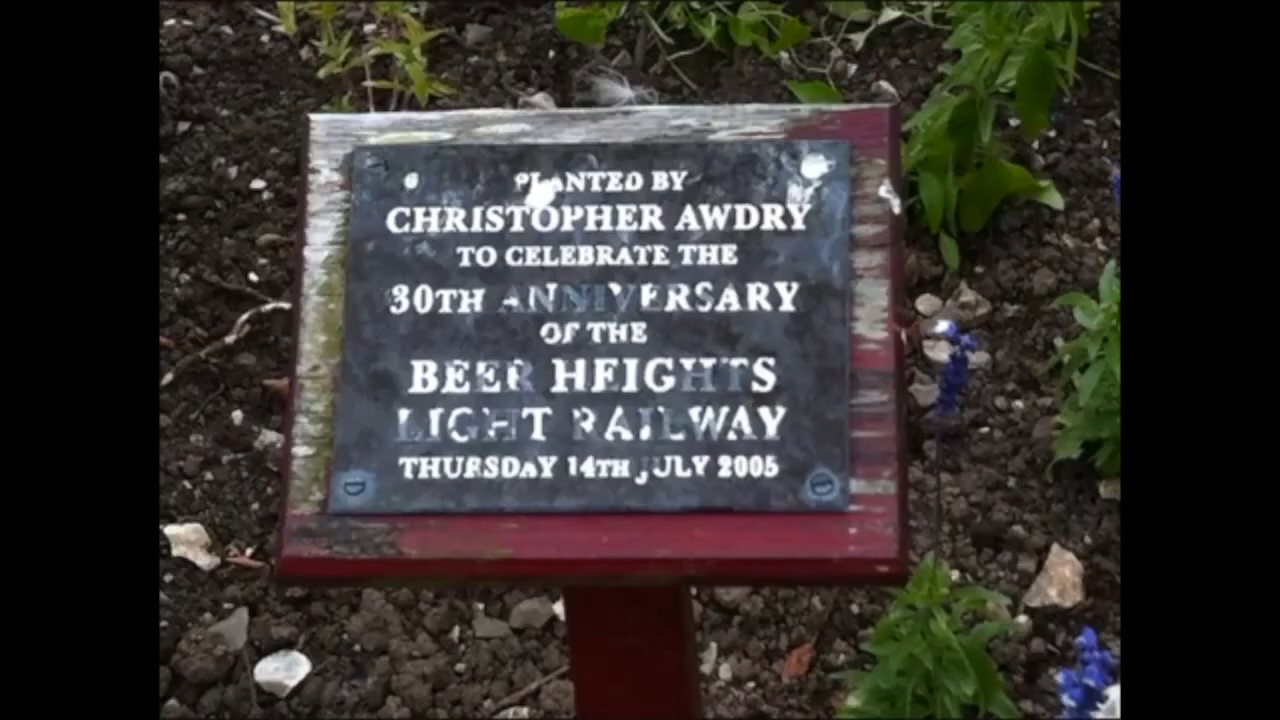 PLANTED BY
CHRISTOPHER AWDRY
TO CELEBRATE THE
30TH ANNIVERSARY
OF THE
BEER HEIGHTS
LIGHT RAILWAY
THURSDAY 14TH JULY 2005